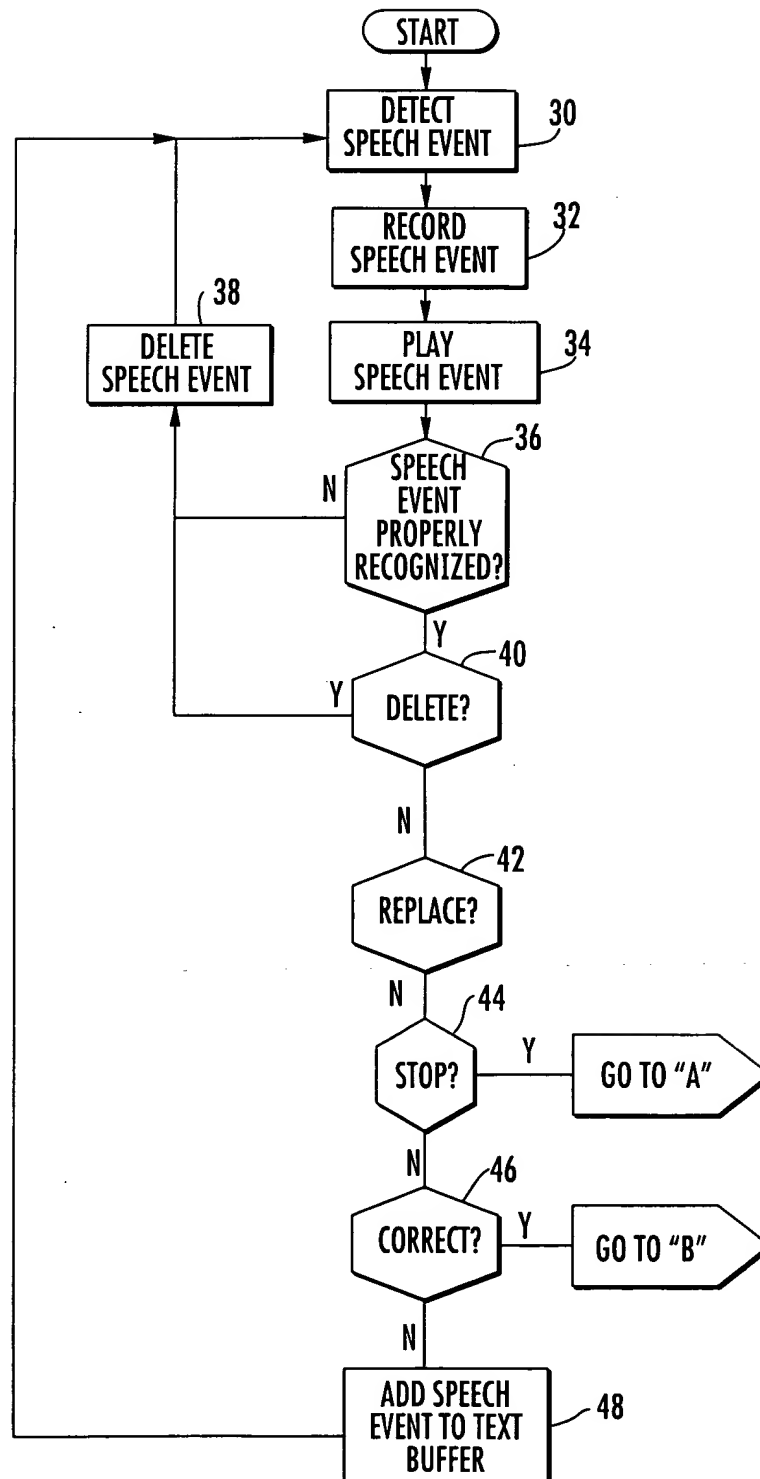 START
DETECT
SPEECH EVENT
30
RECORD
SPEECH EVENT
32
38
DELETE
SPEECH EVENT
PLAY
SPEECH EVENT
34
36
N
SPEECH
EVENT
PROPERLY
RECOGNIZED?
Y
40
Y
DELETE?
N
42
REPLACE?
N
44
STOP?
Y
GO TO "A"
N
46
CORRECT?
Y
GO TO "B"
N
ADD SPEECH
EVENT TO TEXT
BUFFER
48